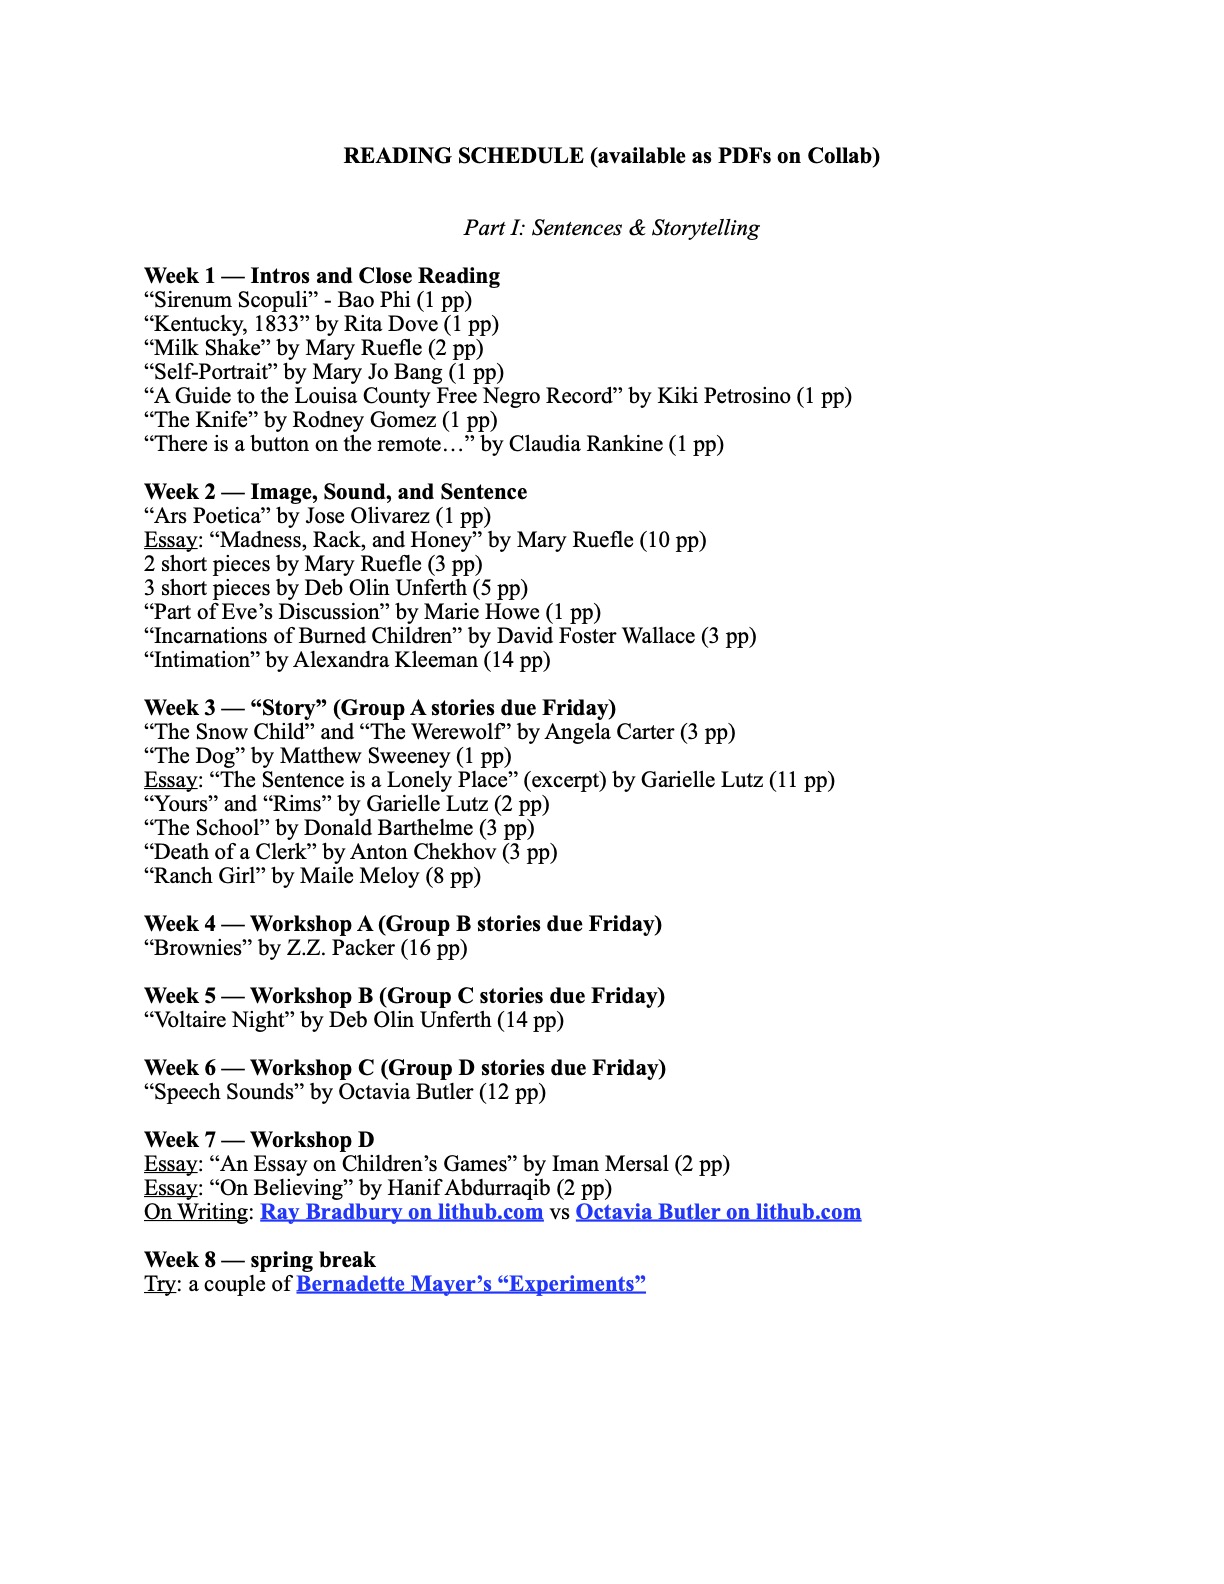 READING SCHEDULE (available as PDFs on Collab)
Part I: Sentences & Storytelling
Week 1 — Intros and Close Reading
“Sirenum Scopuli” - Bao Phi (1 pp)
“Kentucky, 1833” by Rita Dove (1 pp)
“Milk Shake” by Mary Ruefle (2 pp)
“Self-Portrait” by Mary Jo Bang (1 pp)
“A Guide to the Louisa County Free Negro Record” by Kiki Petrosino (1 pp)
“The Knife” by Rodney Gomez (1 pp)
“There is a button on the remote…” by Claudia Rankine (1 pp)
Week 2 — Image, Sound, and Sentence
“Ars Poetica” by Jose Olivarez (1 pp)
Essay: “Madness, Rack, and Honey” by Mary Ruefle (10 pp)
2 short pieces by Mary Ruefle (3 pp)
3 short pieces by Deb Olin Unferth (5 pp)
“Part of Eve’s Discussion” by Marie Howe (1 pp)
“Incarnations of Burned Children” by David Foster Wallace (3 pp)
“Intimation” by Alexandra Kleeman (14 pp)
Week 3 — “Story” (Group A stories due Friday)
“The Snow Child” and “The Werewolf” by Angela Carter (3 pp)
“The Dog” by Matthew Sweeney (1 pp)
Essay: “The Sentence is a Lonely Place” (excerpt) by Garielle Lutz (11 pp)
“Yours” and “Rims” by Garielle Lutz (2 pp)
“The School” by Donald Barthelme (3 pp)
“Death of a Clerk” by Anton Chekhov (3 pp)
“Ranch Girl” by Maile Meloy (8 pp)
Week 4 — Workshop A (Group B stories due Friday)
“Brownies” by Z.Z. Packer (16 pp)
Week 5 — Workshop B (Group C stories due Friday)
“Voltaire Night” by Deb Olin Unferth (14 pp)
Week 6 — Workshop C (Group D stories due Friday)
“Speech Sounds” by Octavia Butler (12 pp)
Week 7 — Workshop D
Essay: “An Essay on Children’s Games” by Iman Mersal (2 pp)
Essay: “On Believing” by Hanif Abdurraqib (2 pp)
On Writing: Ray Bradbury on lithub.com vs Octavia Butler on lithub.com
Week 8 — spring break
Try: a couple of Bernadette Mayer’s “Experiments”